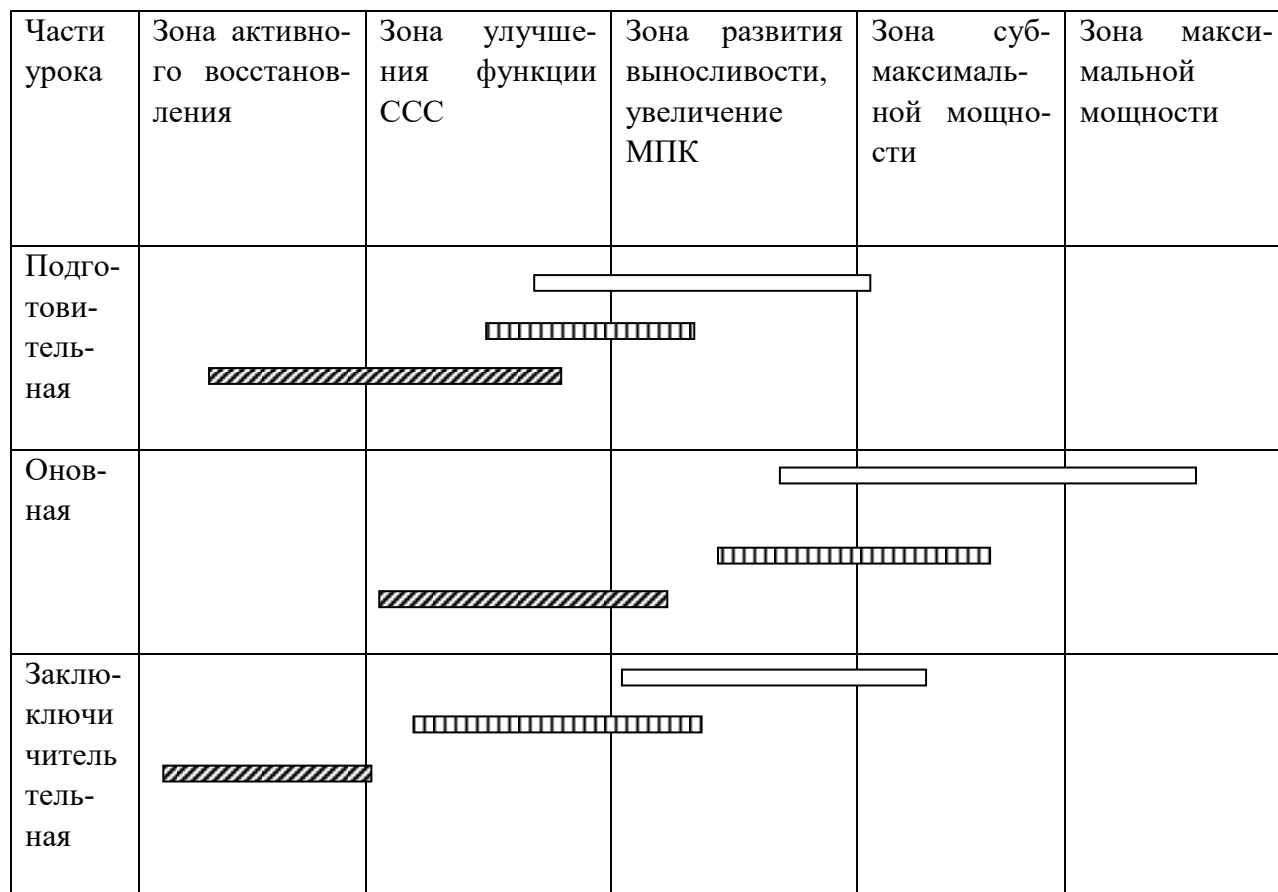 Части
урока
Зона активно-
го восстанов-
ления
Зона улучше-
ния функции
ССС
Зона развития
выносливости,
увеличение
МПК
Зона суб-
максималь-
ной мощно-
сти
Зона макси-
мальной
мощности
Подго-
тови-
тель-
ная
Онов-
ная
Заклю-
ключи
читель
тель-
ная